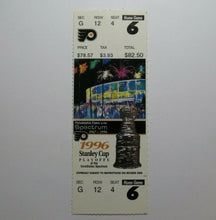 SEC ROW SEAT Home Game
G 12 4 6
PRICE TAX TOTAL
$78.57 $3.93 $82.50
Spectrum
1996
Stanley Cup
PLAYOFFS
SEC ROW SEAT Home Game
G 12 4 6